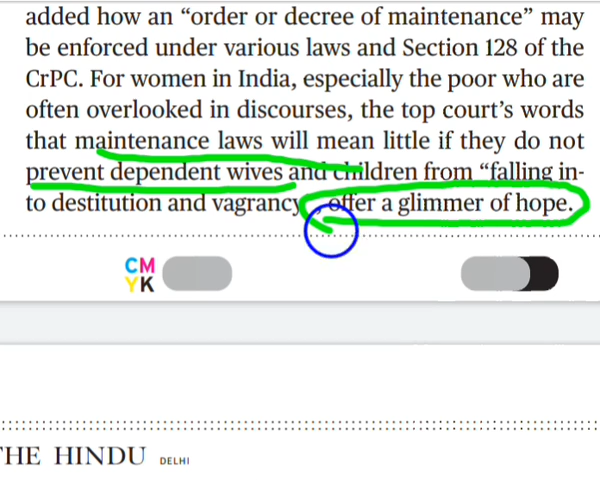 added how an “order or decree of maintenance” may
be enforced under various laws and Section 128 of the
CrPC. For women in India, especially the poor who are
often overlooked in discourses, the top court’s words
that maintenance laws will mean little if they do not
prevent dependent wives and children from “falling in-
to destitution and vagrancy”, offer a glimmer of hope.
CM
YK
THE HINDU DELHI